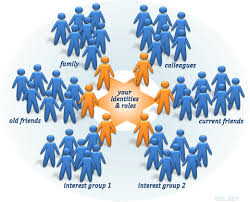 family
colleagues
your
identities
& roles
old friends
current friends
interest group 1
interest group 2